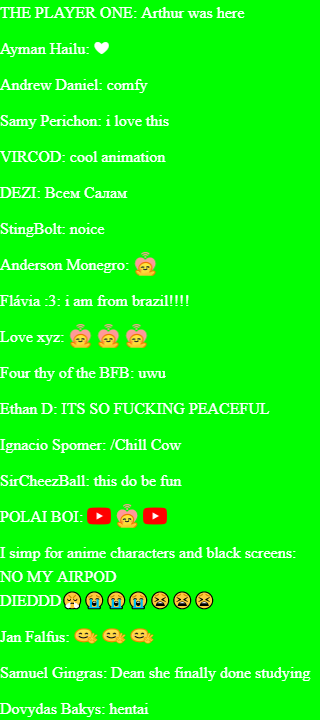 THE PLAYER ONE: Arthur was here
Ayman Hailu: 🤍
Andrew Daniel: comfy
Samy Perichon: i love this
VIRCOD: cool animation
DEZI: Всем Салам
StingBolt: noice
Anderson Monegro:
Flávia :3: i am from brazil!!!!
Love xyz:
Four thy of the BFB: uwu
Ethan D: ITS SO FUCKING PEACEFUL
Ignacio Spomer: /Chill Cow
SirCheezBall: this do be fun
POLAI BOI:
I simp for anime characters and black screens:
NO MY AIRPOD
DIEDDD😤😭😭😭😫😫😫
Jan Falfus:
Samuel Gingras: Dean she finally done studying
Dovydas Bakys: hentai